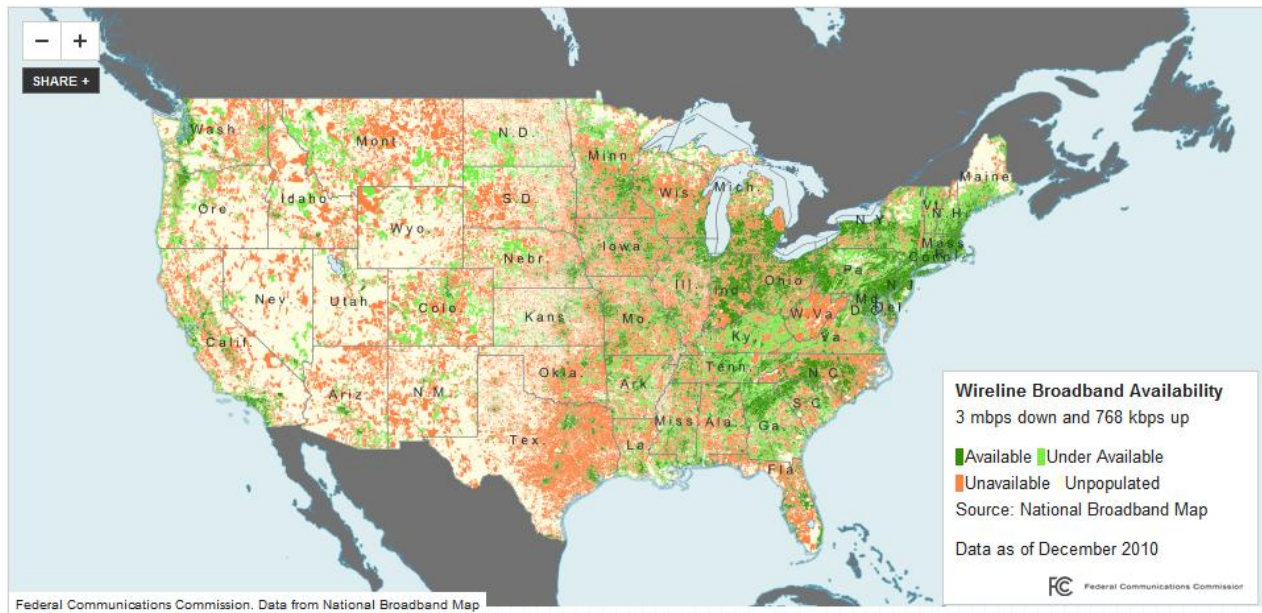 − +
SHARE +
Wash
Mont.
N.D.
Minn.
Maine
Ore.
Idaho
S.D.
Wis.
Mich.
Vt.
N.H.
N.Y.
Wyo.
Iowa
Mass.
Conn.
Nebr.
Ill.
Ind.
Ohio
Pa.
N.J.
Nev.
Utah
Colo.
Kans.
Mo.
W.Va.
Md.
Del.
D.C.
Calif.
Ky.
Va.
Ariz.
N.M.
Okla.
Ark.
Tenn.
N.C.
S.C.
Tex.
La.
Miss.
Ala.
Ga.
Fla.
Wireline Broadband Availability
3 mbps down and 768 kbps up
Available Under Available
Unavailable Unpopulated
Source: National Broadband Map
Data as of December 2010
FCC Federal Communications Commission
Federal Communications Commission. Data from National Broadband Map